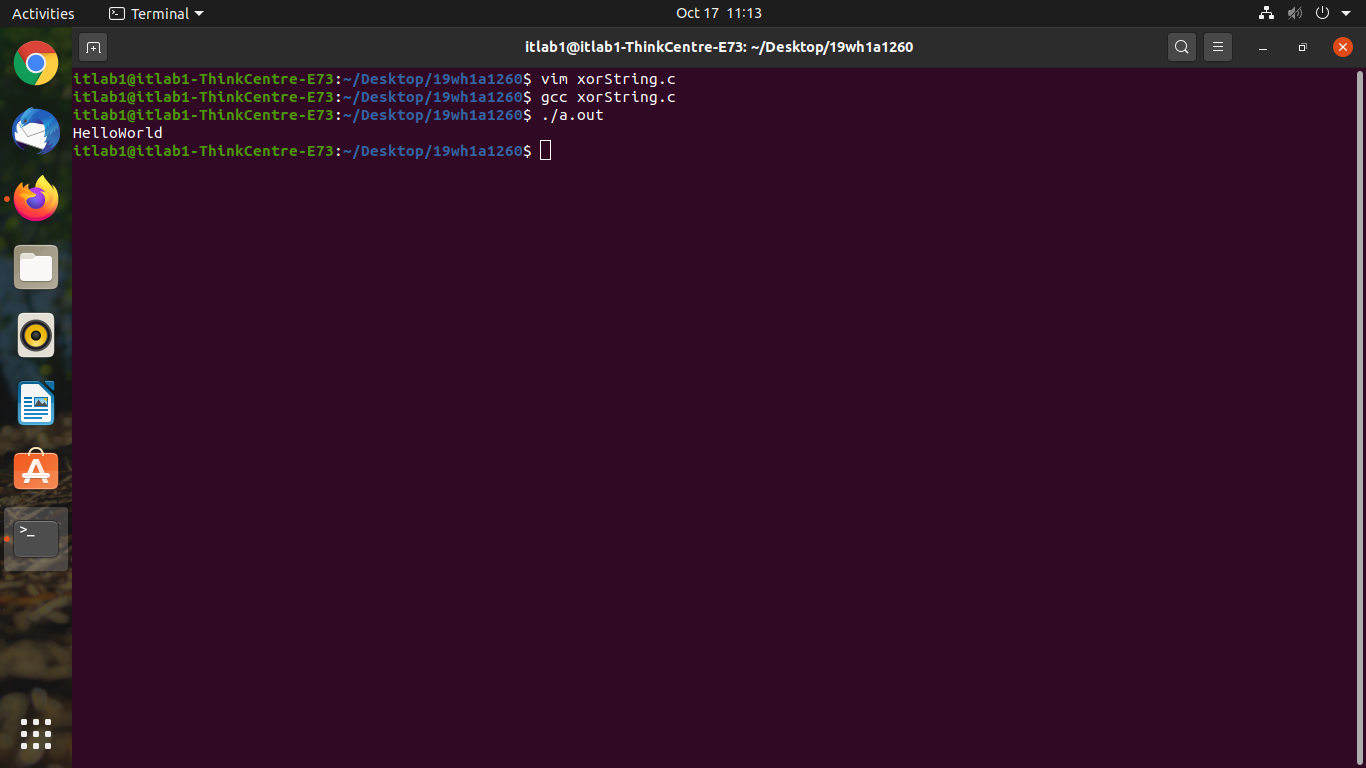 Activities Terminal Oct 17 11:13
itlab1@itlab1-ThinkCentre-E73: ~/Desktop/19wh1a1260
itlab1@itlab1-ThinkCentre-E73:~/Desktop/19wh1a1260$ vim xorString.c
itlab1@itlab1-ThinkCentre-E73:~/Desktop/19wh1a1260$ gcc xorString.c
itlab1@itlab1-ThinkCentre-E73:~/Desktop/19wh1a1260$ ./a.out
HelloWorld
itlab1@itlab1-ThinkCentre-E73:~/Desktop/19wh1a1260$